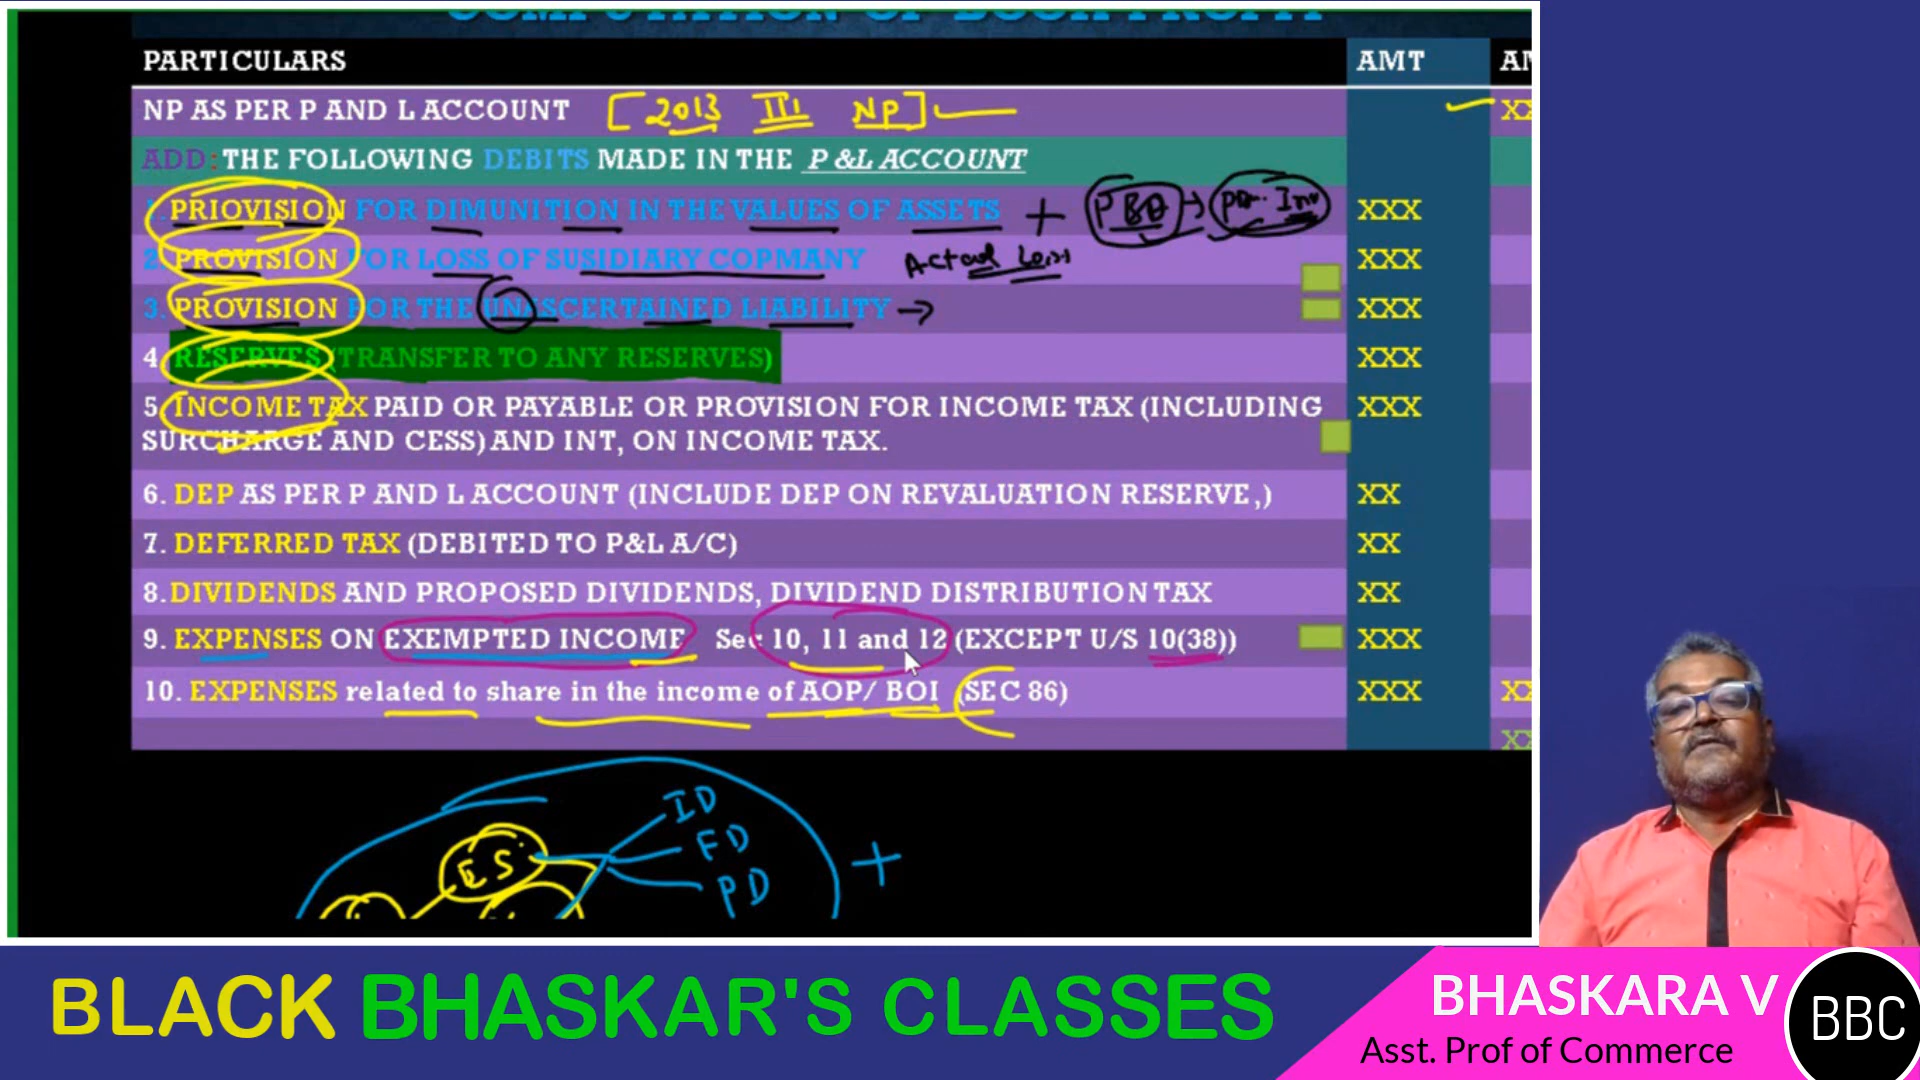 COMPUTATION OF BOOK PROFIT
PARTICULARS AMT AM
NP AS PER P AND L ACCOUNT [2013 III NP] XX
ADD: THE FOLLOWING DEBITS MADE IN THE P &L ACCOUNT
1. PRIOVISION FOR DIMUNITION IN THE VALUES OF ASSETS + PBD XXX
2. PROVISION FOR LOSS OF SUSIDIARY COPMANY Actual Loss XXX
3. PROVISION FOR THE UNASCERTAINED LIABILITY → XXX
4 RESERVES (TRANSFER TO ANY RESERVES) XXX
5. INCOME TAX PAID OR PAYABLE OR PROVISION FOR INCOME TAX (INCLUDING XXX
SURCHARGE AND CESS) AND INT, ON INCOME TAX.
6. DEP AS PER P AND L ACCOUNT (INCLUDE DEP ON REVALUATION RESERVE,) XX
7. DEFERRED TAX (DEBITED TO P&L A/C) XX
8. DIVIDENDS AND PROPOSED DIVIDENDS, DIVIDEND DISTRIBUTION TAX XX
9. EXPENSES ON EXEMPTED INCOME Sec 10, 11 and 12 (EXCEPT U/S 10(38)) XXX
10. EXPENSES related to share in the income of AOP/ BOI (SEC 86) XXX XX
XX
ID
FD
ES +
PD
BLACK BHASKAR'S CLASSES
BHASKARA V
Asst. Prof of Commerce
BBC